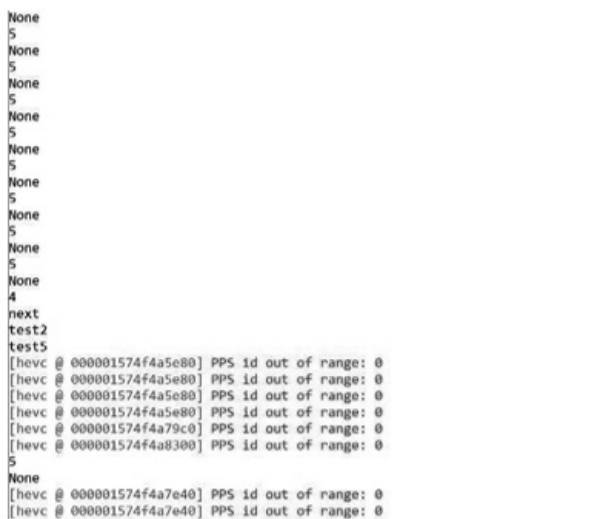 None
5
None
5
None
5
None
5
None
5
None
5
None
5
None
5
None
4
next
test2
test5
[hevc @ 000001574f4a5e80] PPS id out of range: 0
[hevc @ 000001574f4a5e80] PPS id out of range: 0
[hevc @ 000001574f4a5e80] PPS id out of range: 0
[hevc @ 000001574f4a5e80] PPS id out of range: 0
[hevc @ 000001574f4a79c0] PPS id out of range: 0
[hevc @ 000001574f4a8300] PPS id out of range: 0
5
None
[hevc @ 000001574f4a7e40] PPS id out of range: 0
[hevc @ 000001574f4a7e40] PPS id out of range: 0